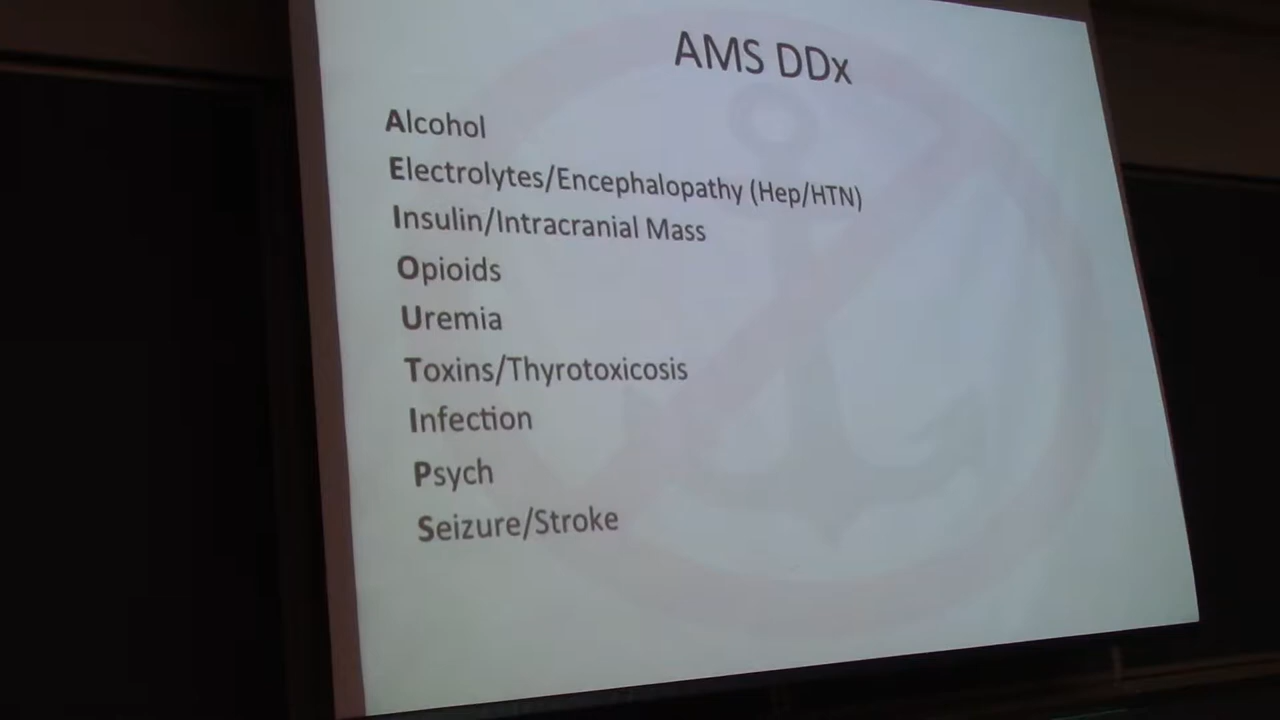 AMS DDx
Alcohol
Electrolytes/Encephalopathy (Hep/HTN)
Insulin/Intracranial Mass
Opioids
Uremia
Toxins/Thyrotoxicosis
Infection
Psych
Seizure/Stroke